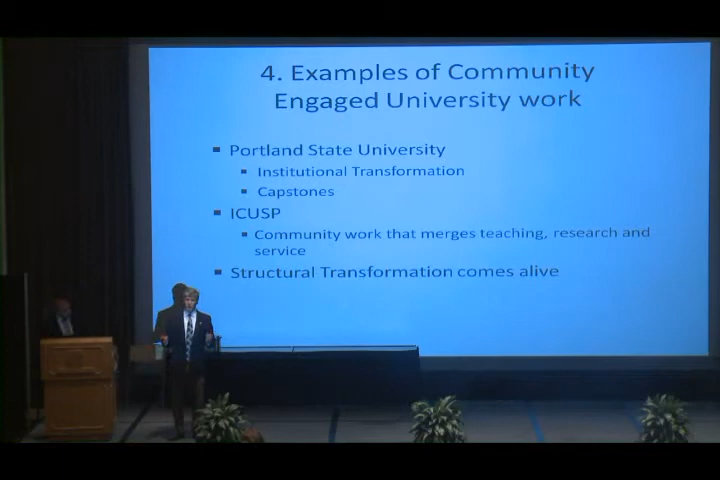 4. Examples of Community
Engaged University work
Portland State University
Institutional Transformation
Capstones
ICUSP
Community work that merges teaching, research and
service
Structural Transformation comes alive